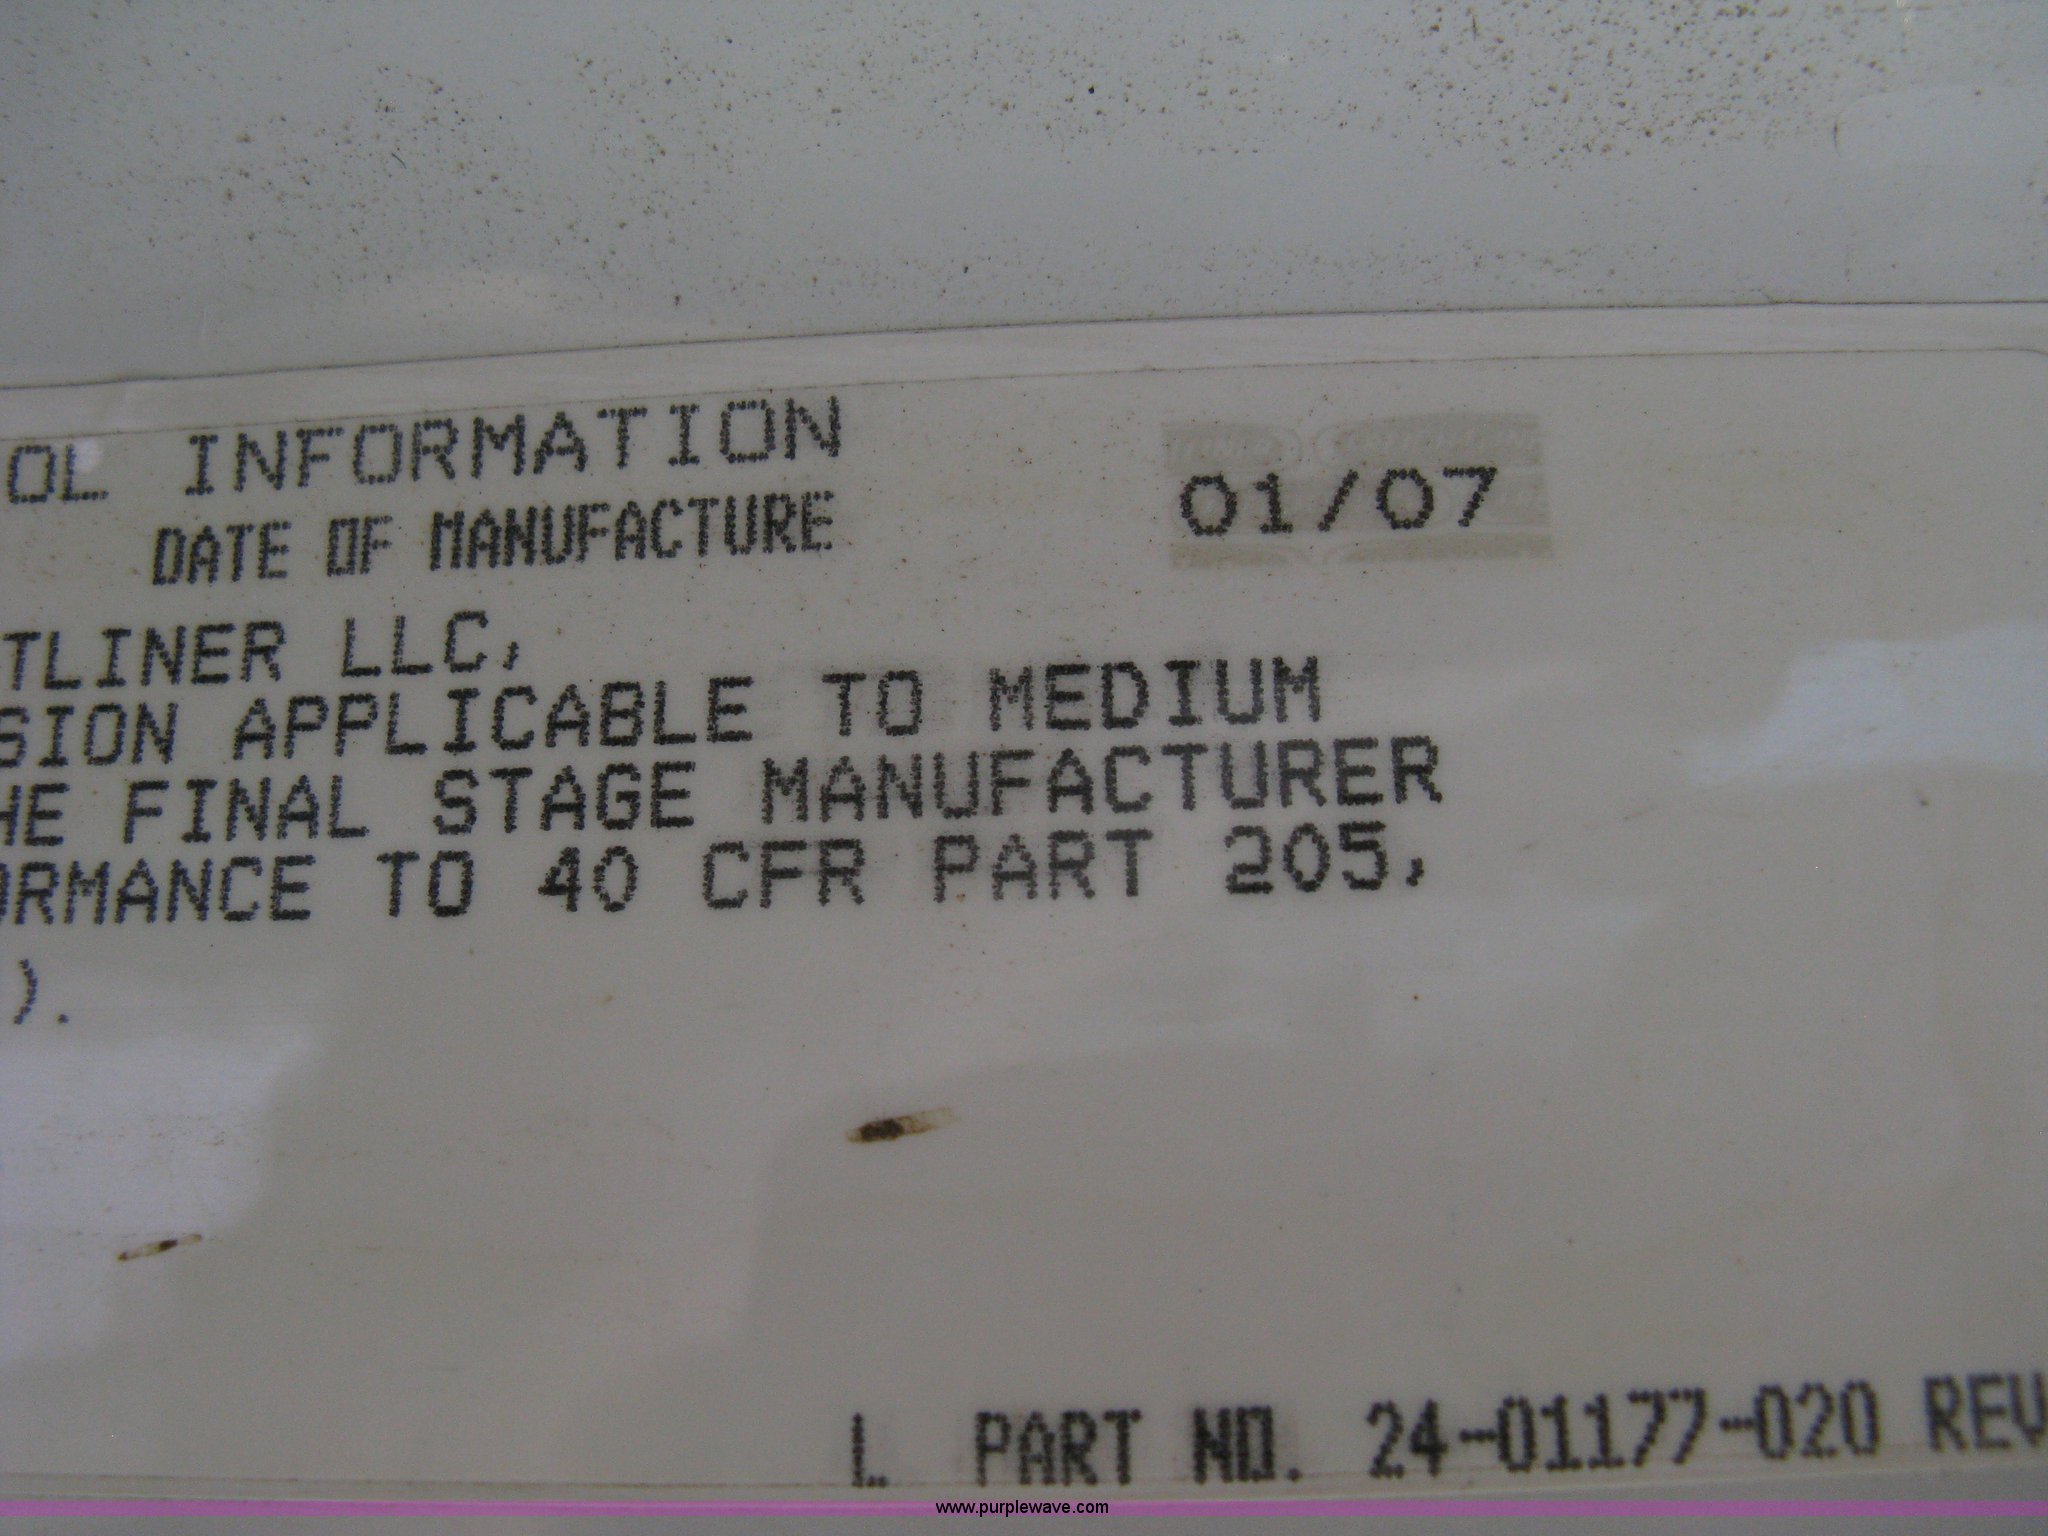 OL INFORMATION
DATE OF MANUFACTURE 01/07
TLINER LLC,
SION APPLICABLE TO MEDIUM
HE FINAL STAGE MANUFACTURER
ORMANCE TO 40 CFR PART 205,
).
L PART NO. 24-01177-020 REV
www.purplewave.com